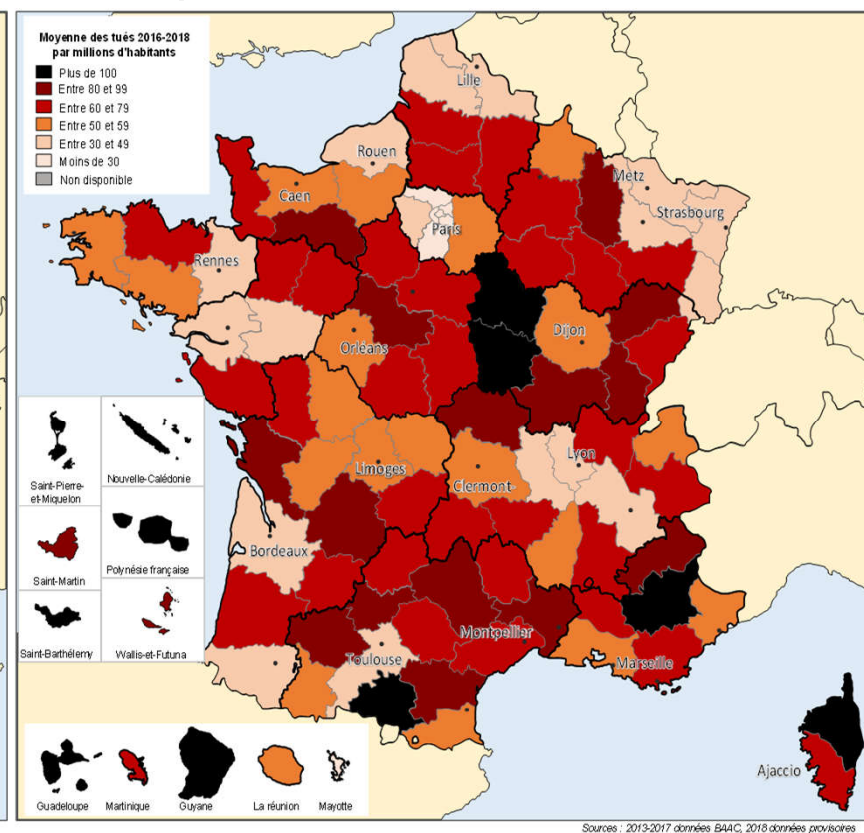 Moyenne des tués 2016-2018
par millions d'habitants
Plus de 100
Entre 80 et 99
Entre 60 et 79
Entre 50 et 59
Entre 30 et 49
Moins de 30
Non disponible
Lille
Rouen
Caen
Metz
Paris
Strasbourg
Rennes
Orléans
Dijon
Limoges
Clermont
Lyon
Bordeaux
Toulouse
Montpellier
Marseille
Ajaccio
Saint-Pierre-
et-Miquelon
Nouvelle-Calédonie
Saint-Martin
Polynésie française
Saint-Barthélemy
Wallis-et-Futuna
Guadeloupe
Martinique
Guyane
La réunion
Mayotte
Sources : 2013-2017 données BAAC, 2018 données provisoires